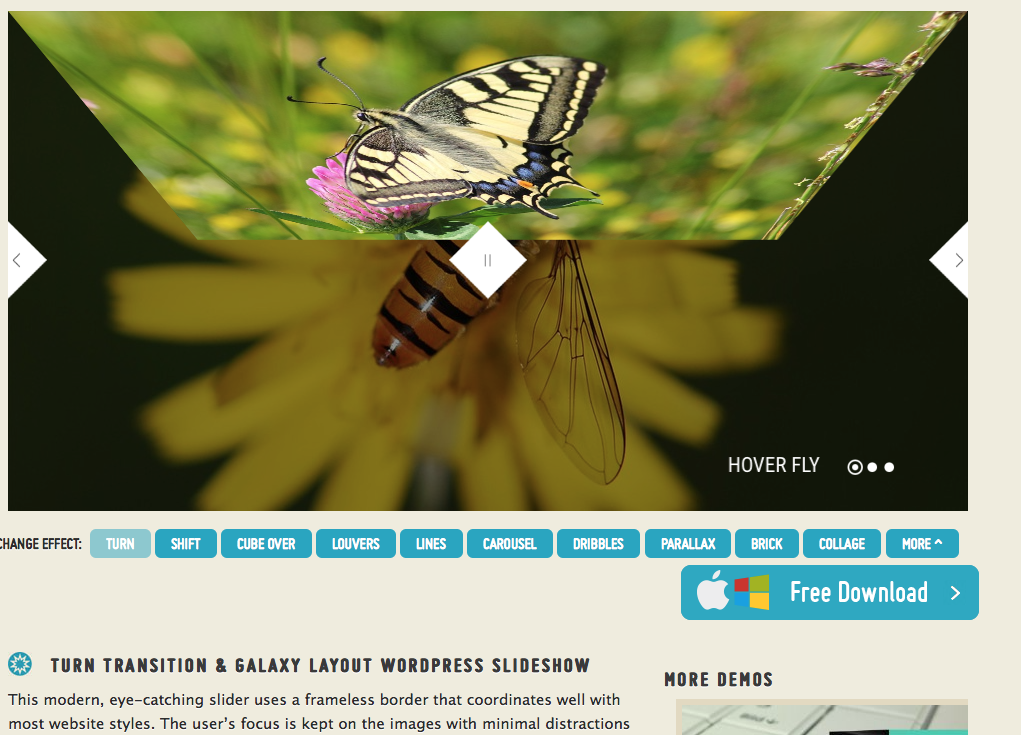 HOVER FLY
CHANGE EFFECT: TURN SHIFT CUBE OVER LOUVERS LINES CAROUSEL DRIBBLES PARALLAX BRICK COLLAGE MORE ^
Free Download >
TURN TRANSITION & GALAXY LAYOUT WORDPRESS SLIDESHOW
This modern, eye-catching slider uses a frameless border that coordinates well with
most website styles. The user's focus is kept on the images with minimal distractions
MORE DEMOS